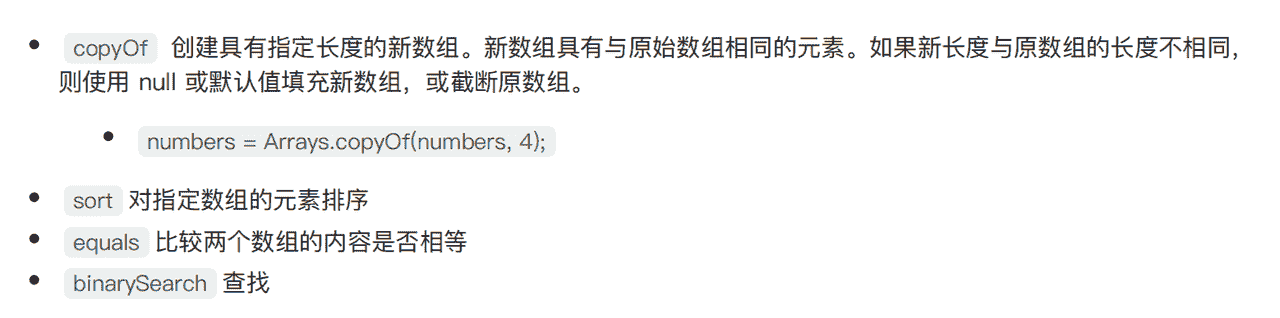 copyOf 创建具有指定长度的新数组。新数组具有与原始数组相同的元素。如果新长度与原数组的长度不相同，
则使用 null 或默认值填充新数组，或截断原数组。
numbers = Arrays.copyOf(numbers, 4);
sort 对指定数组的元素排序
equals 比较两个数组的内容是否相等
binarySearch 查找